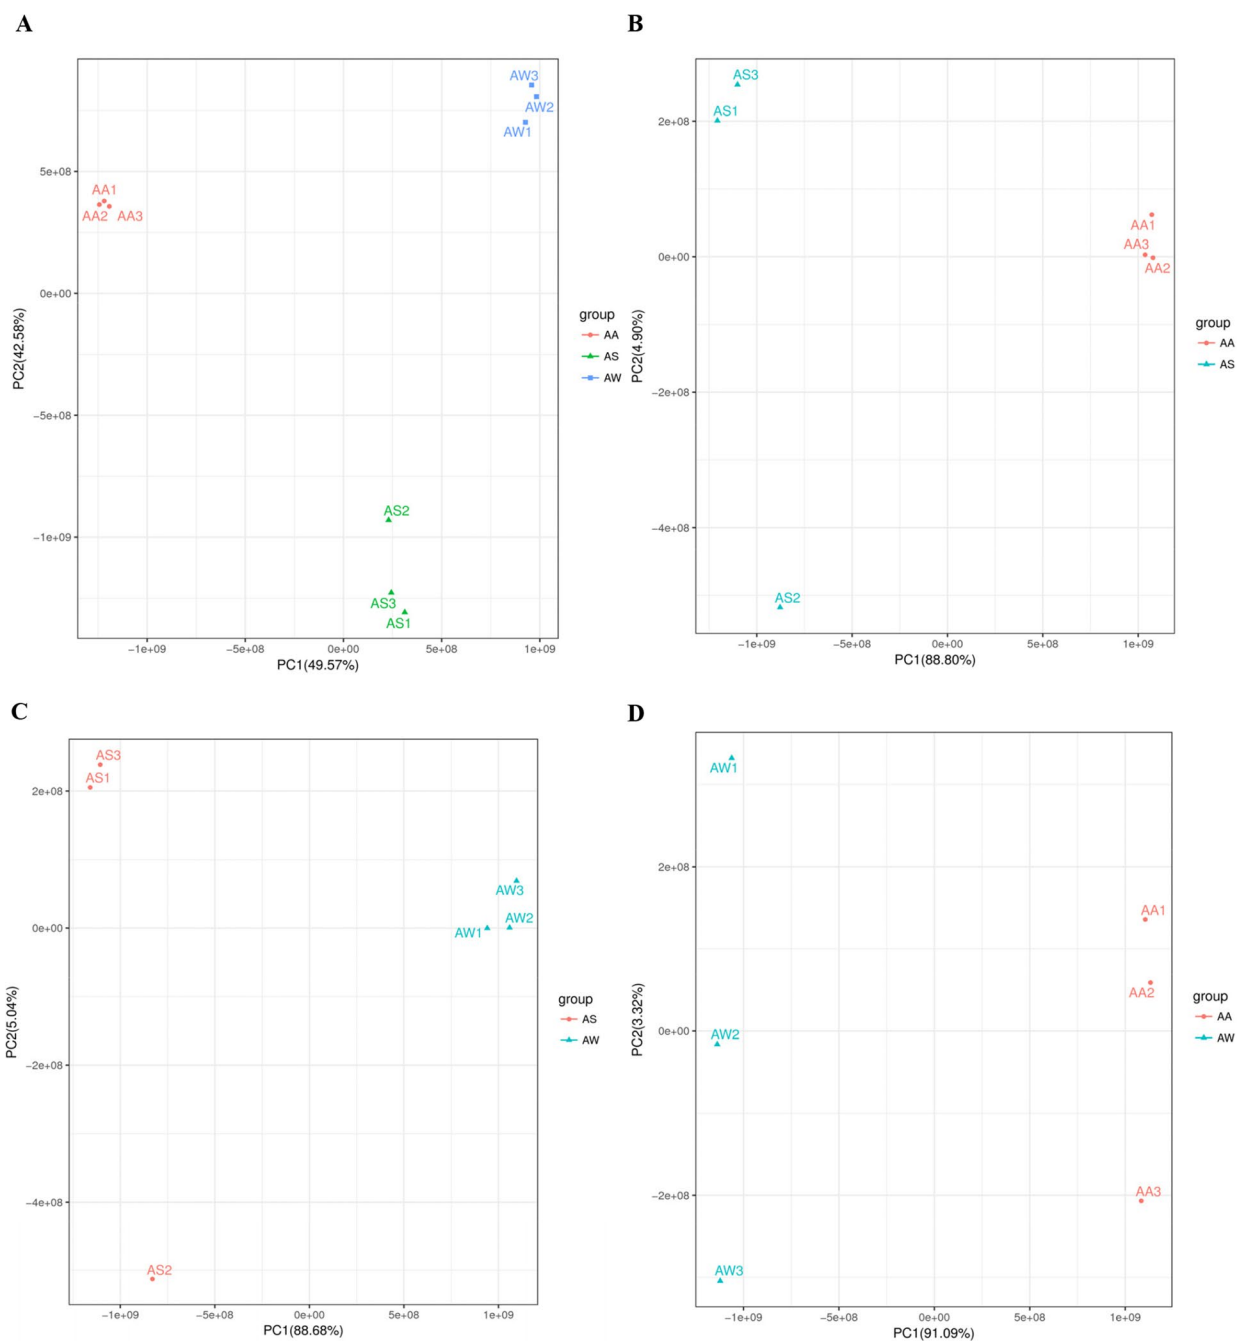 A
AW3
AW2
AW1
AA1
AA2
AA3
AS2
AS3
AS1
5e+08
0e+00
−5e+08
−1e+09
PC2(42.58%)
−1e+09
−5e+08
0e+00
5e+08
1e+09
PC1(49.57%)
group
AA
AS
AW
B
AS3
AS1
AA1
AA3
AA2
AS2
2e+08
0e+00
−2e+08
−4e+08
PC2(4.90%)
−1e+09
−5e+08
0e+00
5e+08
1e+09
PC1(88.80%)
group
AA
AS
C
AS3
AS1
AW3
AW2
AW1
AS2
2e+08
0e+00
−2e+08
−4e+08
PC2(5.04%)
−1e+09
−5e+08
0e+00
5e+08
1e+09
PC1(88.68%)
group
AS
AW
D
AW1
AA1
AA2
AW2
AA3
AW3
2e+08
0e+00
−2e+08
PC2(3.32%)
−1e+09
−5e+08
0e+00
5e+08
1e+09
PC1(91.09%)
group
AA
AW